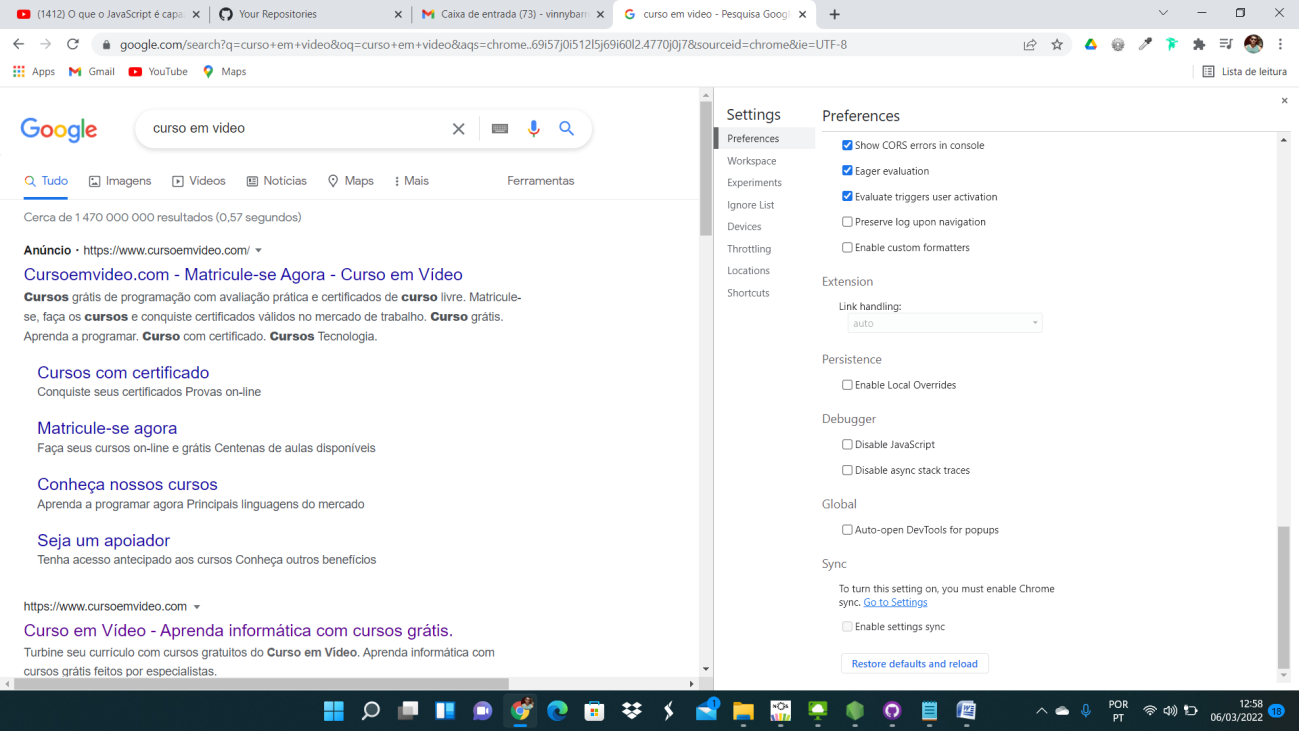 (1412) O que o JavaScript é capa
Your Repositories
Caixa de entrada (73) - vinnybarr
curso em video - Pesquisa Googl
google.com/search?q=curso+em+video&oq=curso+em+video&aqs=chrome..69i57j0i512l5j69i60l2.4770j0j7&sourceid=chrome&ie=UTF-8
Apps
Gmail
YouTube
Maps
Lista de leitura
Google
curso em video
Tudo
Imagens
Vídeos
Notícias
Maps
Mais
Ferramentas
Cerca de 1 470 000 000 resultados (0,57 segundos)
Anúncio · https://www.cursoemvideo.com/
Cursoemvideo.com - Matricule-se Agora - Curso em Vídeo
Cursos grátis de programação com avaliação prática e certificados de curso livre. Matricule-
se, faça os cursos e conquiste certificados válidos no mercado de trabalho. Curso grátis.
Aprenda a programar. Curso com certificado. Cursos Tecnologia.
Cursos com certificado
Conquiste seus certificados Provas on-line
Matricule-se agora
Faça seus cursos on-line e grátis Centenas de aulas disponíveis
Conheça nossos cursos
Aprenda a programar agora Principais linguagens do mercado
Seja um apoiador
Tenha acesso antecipado aos cursos Conheça outros benefícios
https://www.cursoemvideo.com
Curso em Vídeo - Aprenda informática com cursos grátis.
Turbine seu currículo com cursos gratuitos do Curso em Vídeo. Aprenda informática com
cursos grátis feitos por especialistas.
Settings
Preferences
Workspace
Experiments
Ignore List
Devices
Throttling
Locations
Shortcuts
Preferences
Show CORS errors in console
Eager evaluation
Evaluate triggers user activation
Preserve log upon navigation
Enable custom formatters
Extension
Link handling:
auto
Persistence
Enable Local Overrides
Debugger
Disable JavaScript
Disable async stack traces
Global
Auto-open DevTools for popups
Sync
To turn this setting on, you must enable Chrome
sync. Go to Settings
Enable settings sync
Restore defaults and reload
1
POR
PT
12:58
06/03/2022
18